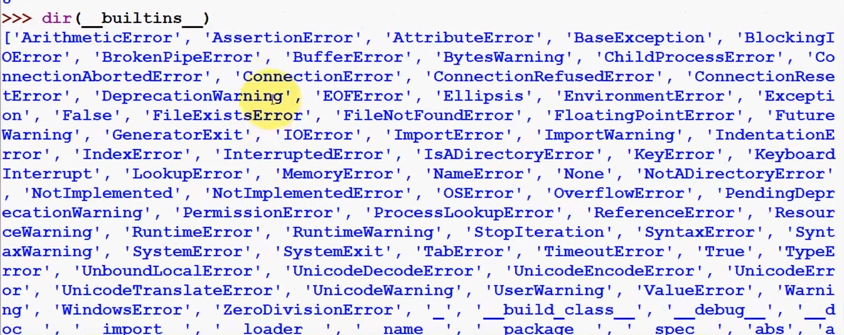 >>> dir(__builtins__)
['ArithmeticError', 'AssertionError', 'AttributeError', 'BaseException', 'BlockingI
OError', 'BrokenPipeError', 'BufferError', 'BytesWarning', 'ChildProcessError', 'Co
nnectionAbortedError', 'ConnectionError', 'ConnectionRefusedError', 'ConnectionRese
tError', 'DeprecationWarning', 'EOFError', 'Ellipsis', 'EnvironmentError', 'Excepti
on', 'False', 'FileExistsError', 'FileNotFoundError', 'FloatingPointError', 'Future
Warning', 'GeneratorExit', 'IOError', 'ImportError', 'ImportWarning', 'IndentationE
rror', 'IndexError', 'InterruptedError', 'IsADirectoryError', 'KeyError', 'Keyboard
Interrupt', 'LookupError', 'MemoryError', 'NameError', 'None', 'NotADirectoryError'
, 'NotImplemented', 'NotImplementedError', 'OSError', 'OverflowError', 'PendingDepr
ecationWarning', 'PermissionError', 'ProcessLookupError', 'ReferenceError', 'Resour
ceWarning', 'RuntimeError', 'RuntimeWarning', 'StopIteration', 'SyntaxError', 'Synt
axWarning', 'SystemError', 'SystemExit', 'TabError', 'TimeoutError', 'True', 'TypeE
rror', 'UnboundLocalError', 'UnicodeDecodeError', 'UnicodeEncodeError', 'UnicodeErr
or', 'UnicodeTranslateError', 'UnicodeWarning', 'UserWarning', 'ValueError', 'Warni
ng', 'WindowsError', 'ZeroDivisionError', '_', '__build_class__', '__debug__', '__d
oc__', '__import__', '__loader__', '__name__', '__package__', '__spec__', 'abs', 'a